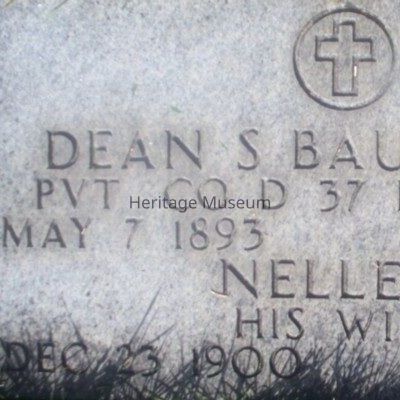 DEAN S BAU
PVT CO D 37
Heritage Museum
MAY 7 1893
NELLE
HIS WI
DEC 23 1900